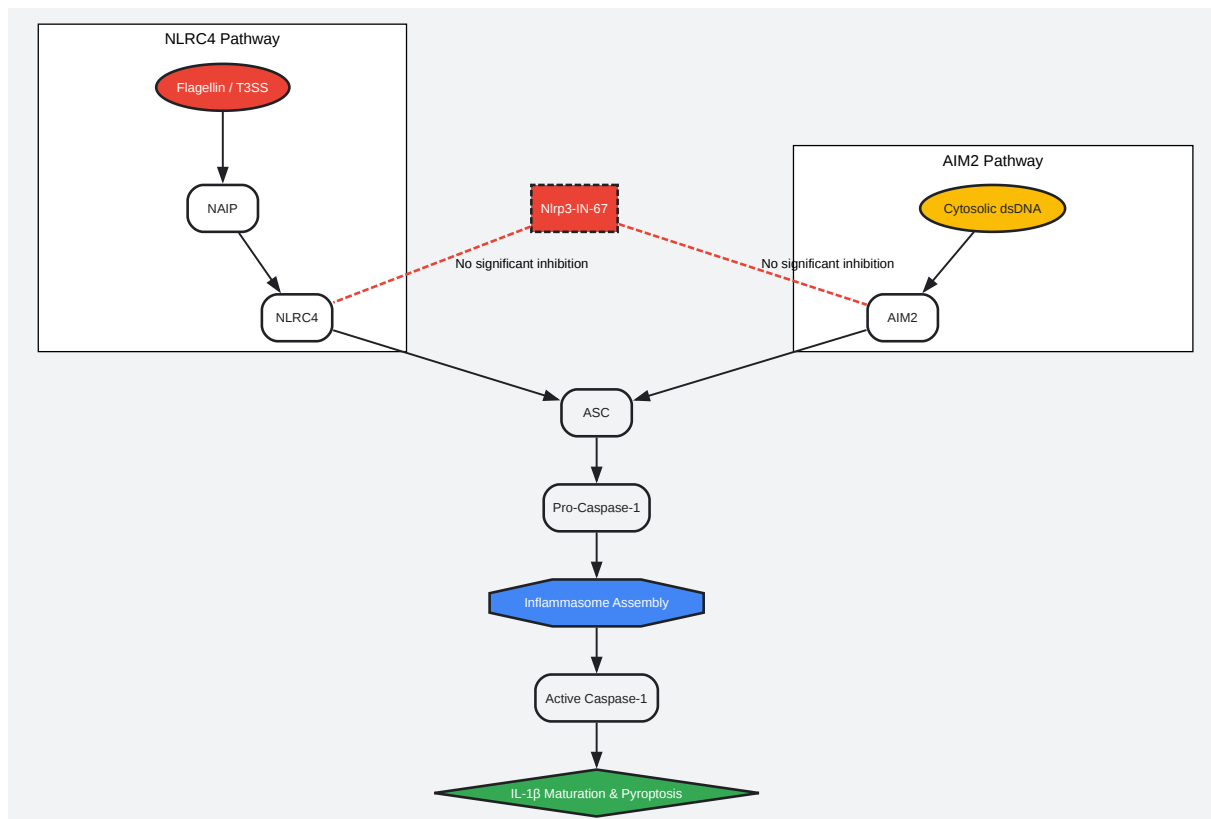 NLRC4 Pathway
Flagellin / T3SS
NAIP
NLRC4
Nlrp3-IN-67
No significant inhibition
No significant inhibition
AIM2 Pathway
Cytosolic dsDNA
AIM2
ASC
Pro-Caspase-1
Inflammasome Assembly
Active Caspase-1
IL-1β Maturation & Pyroptosis